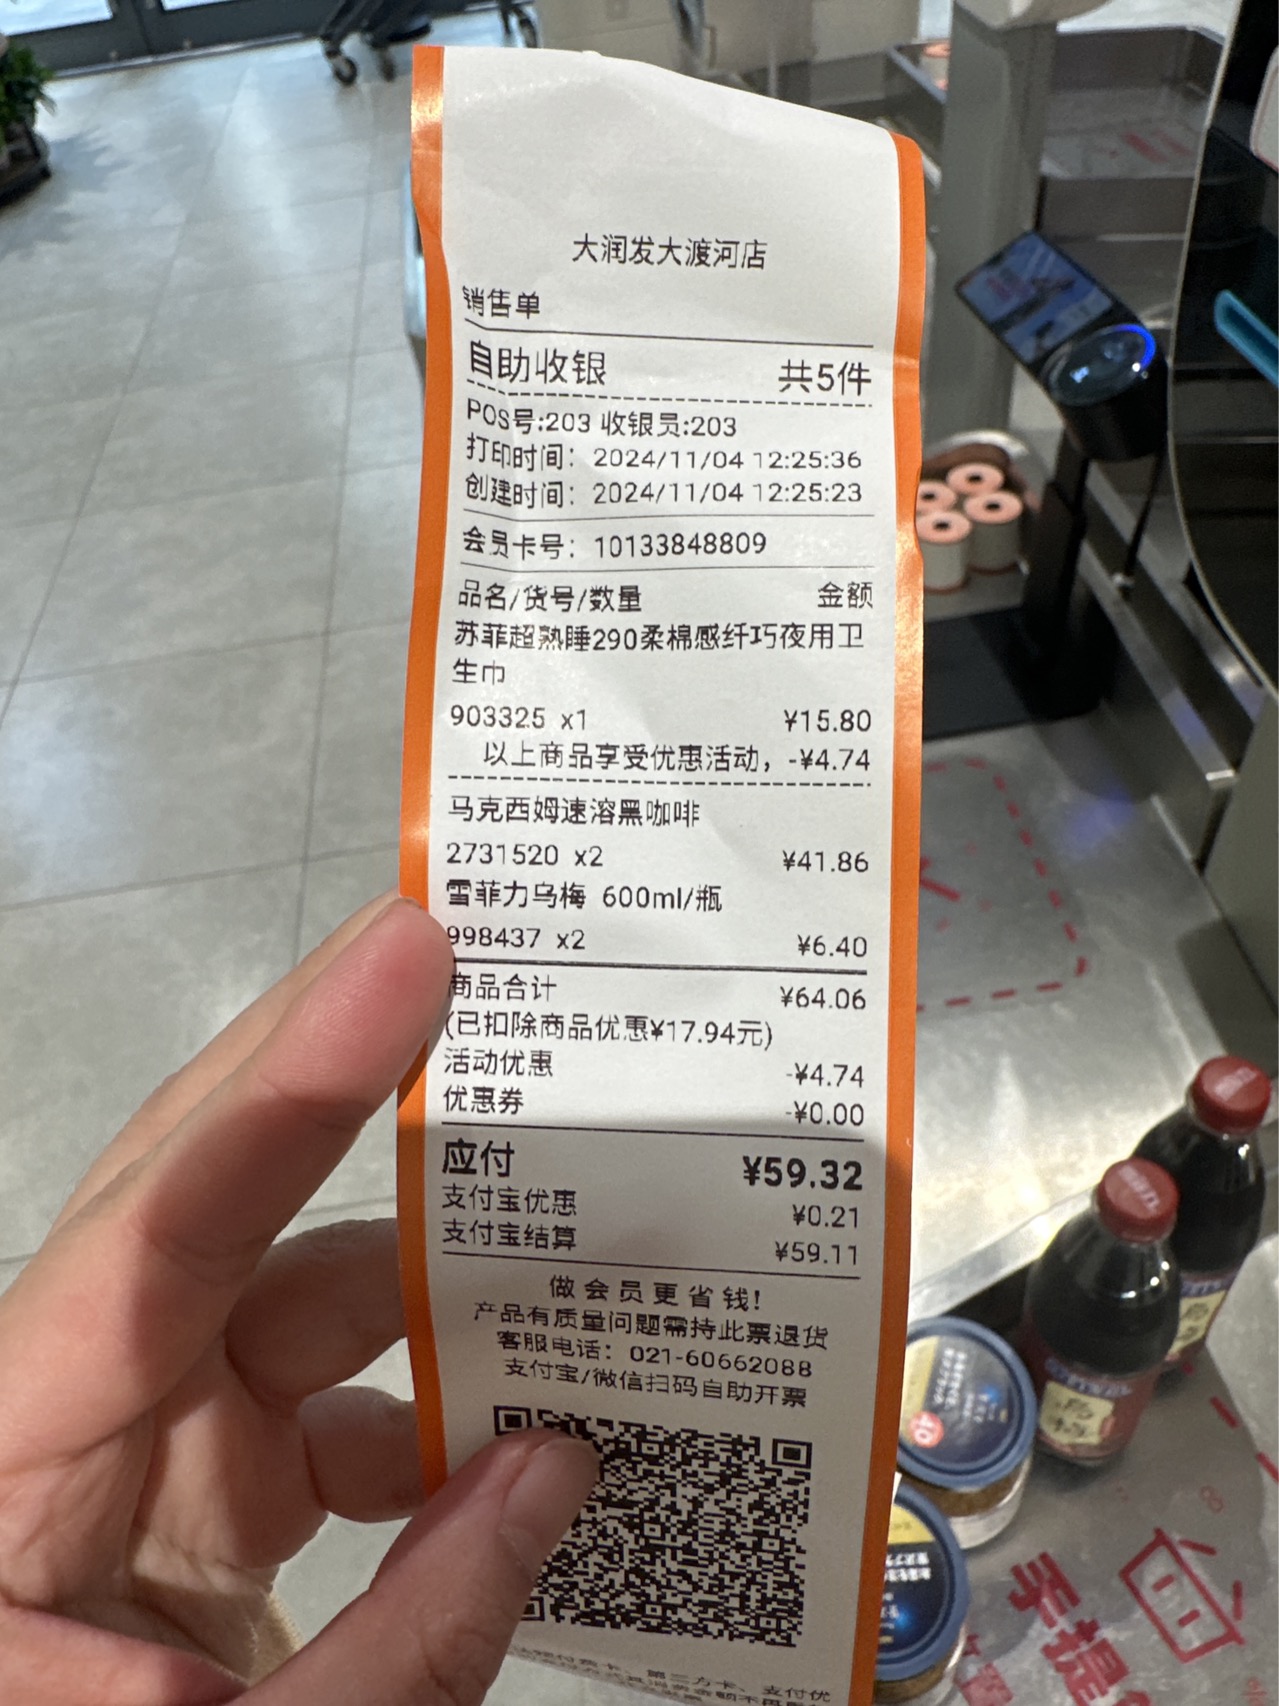 大润发大渡河店
销售单
自助收银 共5件
POS号:203 收银员:203
打印时间：2024/11/04 12:25:36
创建时间：2024/11/04 12:25:23
会员卡号：10133848809
品名/货号/数量 金额
苏菲超熟睡290柔棉感纤巧夜用卫
生巾
903325 x1 ¥15.80
以上商品享受优惠活动，-¥4.74
马克西姆速溶黑咖啡
2731520 x2 ¥41.86
雪菲力乌梅 600ml/瓶
998437 x2 ¥6.40
商品合计 ¥64.06
(已扣除商品优惠¥17.94元)
活动优惠 -¥4.74
优惠券 -¥0.00
应付 ¥59.32
支付宝优惠 ¥0.21
支付宝结算 ¥59.11
做会员更省钱!
产品有质量问题需持此票退货
客服电话：021-60662088
支付宝/微信扫码自助开票
手提